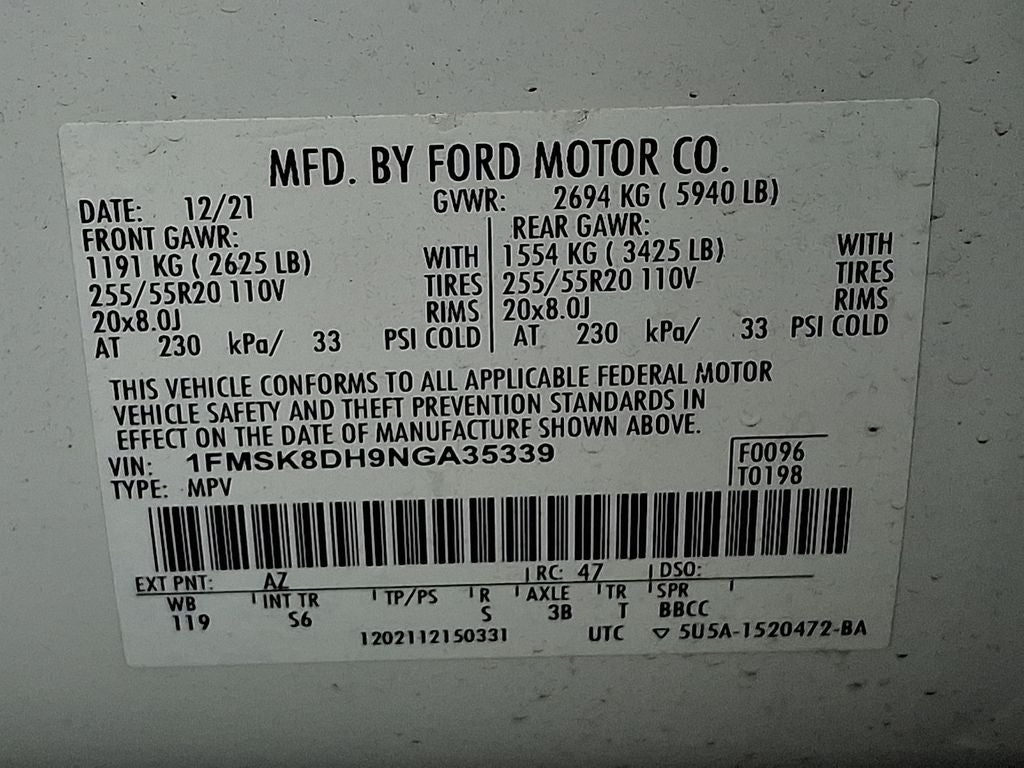 MFD. BY FORD MOTOR CO.
DATE: 12/21 GVWR: 2694 KG ( 5940 LB)
FRONT GAWR: REAR GAWR:
1191 KG ( 2625 LB) WITH 1554 KG ( 3425 LB) WITH
255/55R20 110V TIRES 255/55R20 110V TIRES
20x8.0J RIMS 20x8.0J RIMS
AT 230 kPa/ 33 PSI COLD AT 230 kPa/ 33 PSI COLD
THIS VEHICLE CONFORMS TO ALL APPLICABLE FEDERAL MOTOR
VEHICLE SAFETY AND THEFT PREVENTION STANDARDS IN
EFFECT ON THE DATE OF MANUFACTURE SHOWN ABOVE.
VIN: 1FMSK8DH9NGA35339 F0096
TYPE: MPV T0198
EXT PNT: AZ RC: 47 DSO:
WB INT TR TP/PS R AXLE TR SPR
119 S6 S 3B T BBCC
1202112150331 UTC ▽ 5U5A-1520472-BA